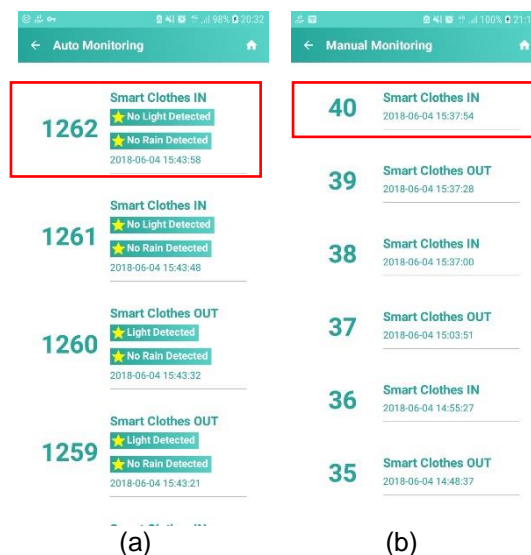 98% 20:32
Auto Monitoring
1262
Smart Clothes IN
No Light Detected
No Rain Detected
2018-06-04 15:43:58
1261
Smart Clothes IN
No Light Detected
No Rain Detected
2018-06-04 15:43:48
1260
Smart Clothes OUT
Light Detected
No Rain Detected
2018-06-04 15:43:32
1259
Smart Clothes OUT
Light Detected
No Rain Detected
2018-06-04 15:43:21
(a)
100% 21:1
Manual Monitoring
40
Smart Clothes IN
2018-06-04 15:37:54
39
Smart Clothes OUT
2018-06-04 15:37:28
38
Smart Clothes IN
2018-06-04 15:37:00
37
Smart Clothes OUT
2018-06-04 15:03:51
36
Smart Clothes IN
2018-06-04 14:55:27
35
Smart Clothes OUT
2018-06-04 14:48:37
(b)